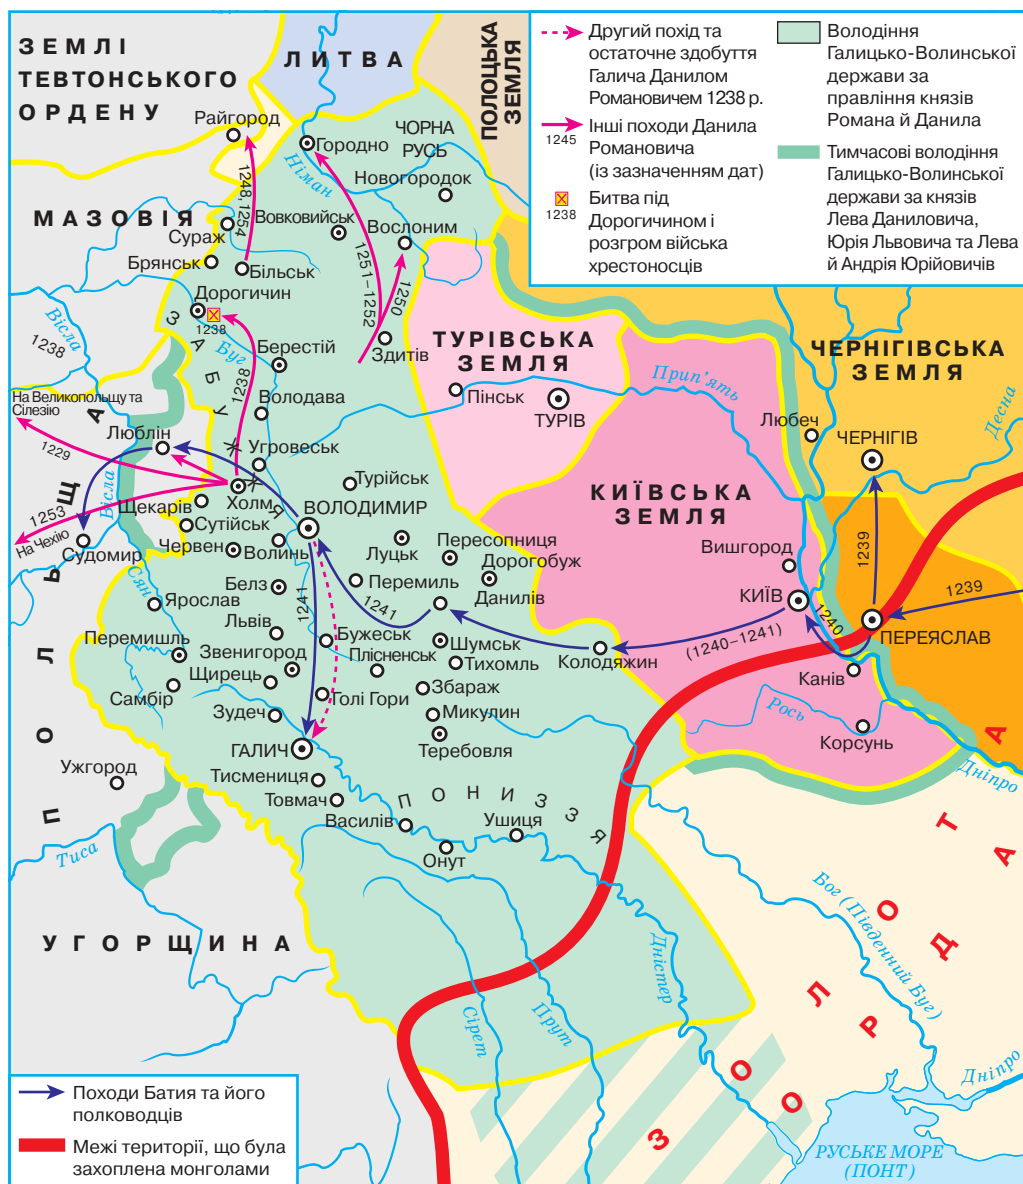 ЗЕМЛІ
ТЕВТОНСЬКОГО
ОРДЕНУ
ЛИТВА
ПОЛОЦЬКА
ЗЕМЛЯ
Другий похід та
остаточне здобуття
Галича Данилом
Романовичем 1238 р.
1245
Інші походи Данила
Романовича
(із зазначенням дат)
1238
Битва під
Дорогичином і
розгром війська
хрестоносців
Володіння
Галицько-Волинської
держави за
правління князів
Романа й Данила
Тимчасові володіння
Галицько-Волинської
держави за князів
Лева Даниловича,
Юрія Львовича та Лева
й Андрія Юрійовичів
Райгород
Городно
ЧОРНА
РУСЬ
Німан
Новогородок
1248, 1254
МАЗОВІЯ
Вовковийськ
Сураж
Вослоним
Брянськ
Більськ
1251–1252
1250
Дорогичин
1238
Вісла
1238
ЗАБУЖЖЯ
Буг
Берестій
Здитів
ТУРІВСЬКА
ЗЕМЛЯ
Прип'ять
ЧЕРНІГІВСЬКА
ЗЕМЛЯ
Пінськ
ТУРІВ
1238
Володава
На Великопольщу та
Сілезію
Люблін
1229
Угровеськ
Любеч
ЧЕРНІГІВ
Десна
Вісла
Холм
Турійськ
КИЇВСЬКА
ЗЕМЛЯ
Щекарів
1253
На Чехію
Сутійськ
ВОЛОДИМИР
Судомир
Червен
Волинь
Луцьк
Пересопниця
Дорогобуж
Вишгород
1239
Сян
Белз
1241
Перемиль
Данилів
КИЇВ
1239
Ярослав
1241
1240
ПЕРЕЯСЛАВ
Львів
Бужеськ
Перемишль
Звенигород
Плісненськ
Шумськ
Тихомль
Колодяжин
(1240–1241)
Канів
Щирець
Самбір
Голі Гори
Збараж
Зудеч
Микулин
Рось
Корсунь
ГАЛИЧ
Теребовля
ПОЛЬЩА
Ужгород
Тисмениця
Товмач
ПОНИЗЗЯ
Дніпро
Василів
Ушиця
Тиса
Онут
УГОРЩИНА
Бог (Південний Буг)
ЗОЛОТА
ОРДА
Дністер
Сірет
Прут
Дніпро
Походи Батия та його
полководців
Межі території, що була
захоплена монголами
РУСЬКЕ МОРЕ
(ПОНТ)